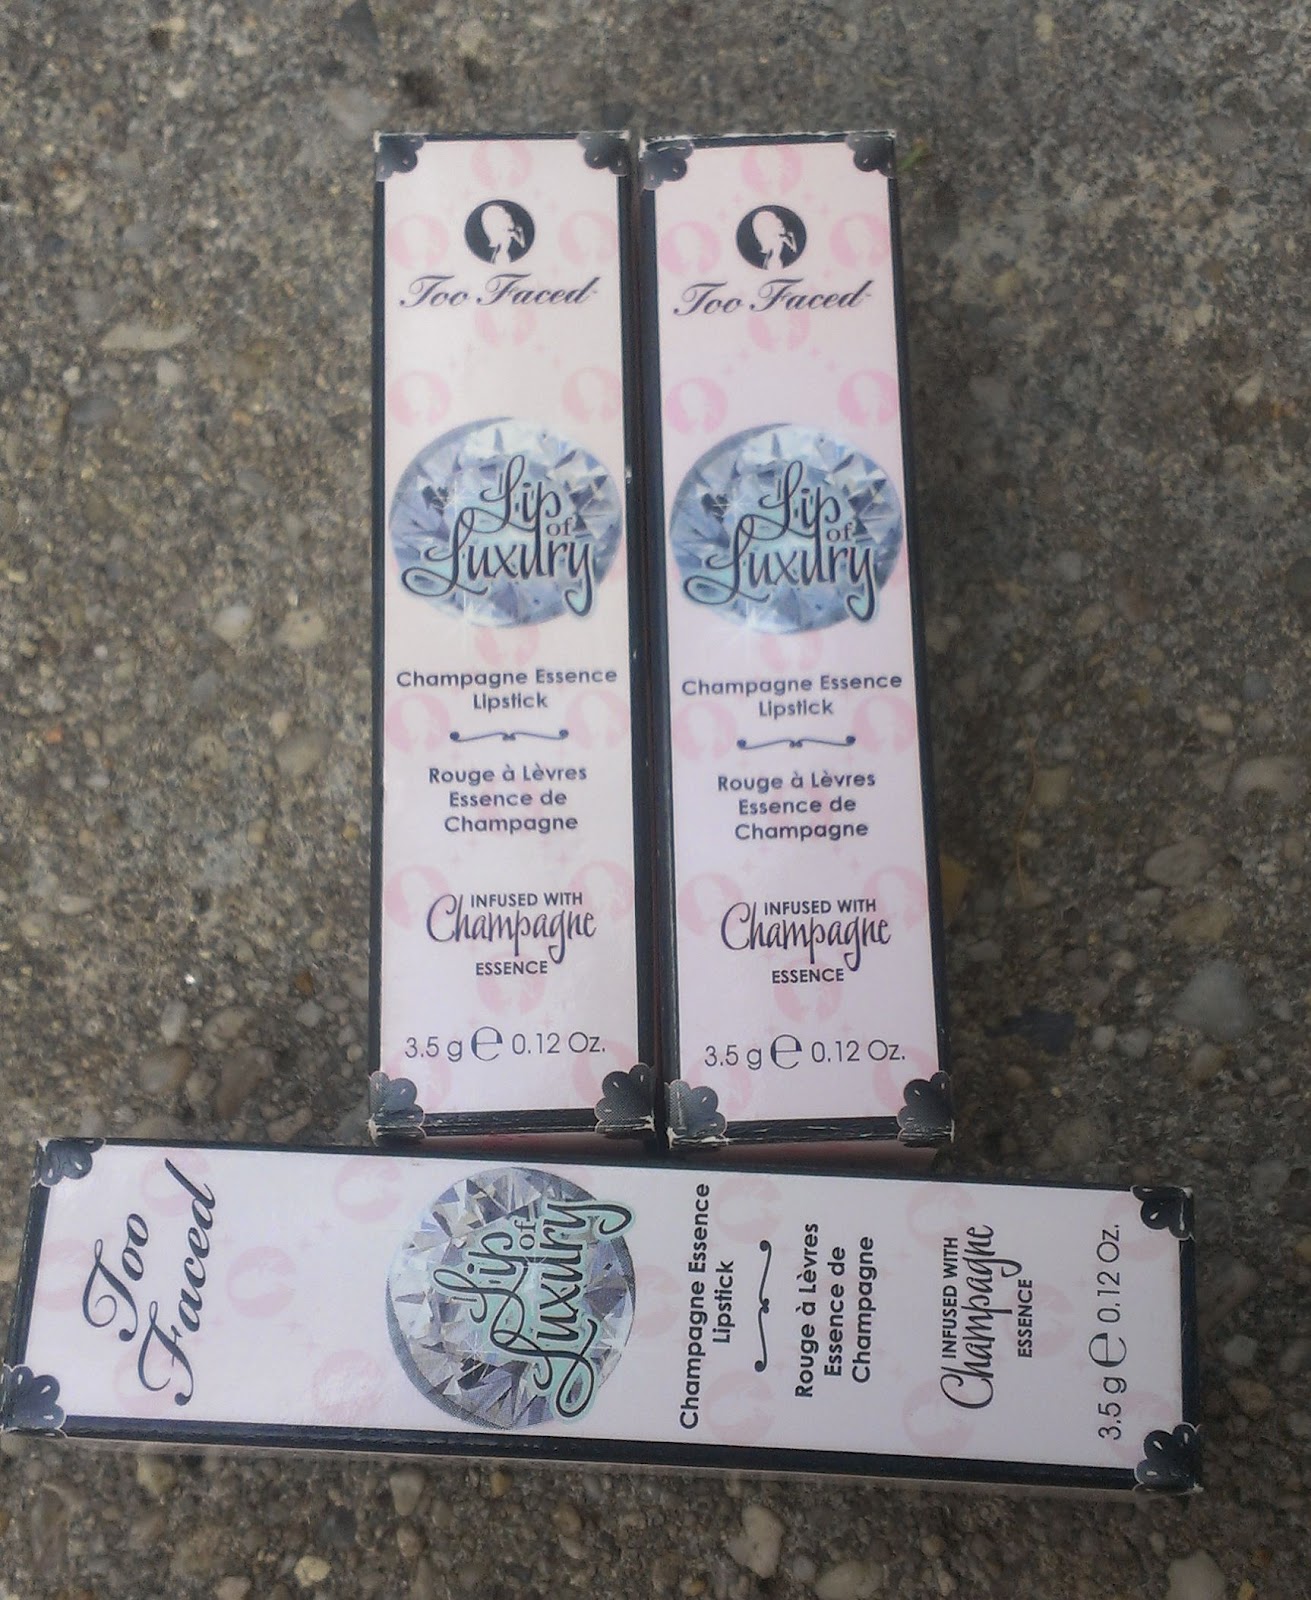 Too Faced
Lip
of
Luxury
Champagne Essence
Lipstick
Rouge à Lèvres
Essence de
Champagne
INFUSED WITH
Champagne
ESSENCE
3.5 g ℮ 0.12 Oz.
Too Faced
Lip
of
Luxury
Champagne Essence
Lipstick
Rouge à Lèvres
Essence de
Champagne
INFUSED WITH
Champagne
ESSENCE
3.5 g ℮ 0.12 Oz.
Too
Faced
Lip
of
Luxury
Champagne Essence
Lipstick
Rouge à Lèvres
Essence de
Champagne
INFUSED WITH
Champagne
ESSENCE
3.5 g ℮ 0.12 Oz.